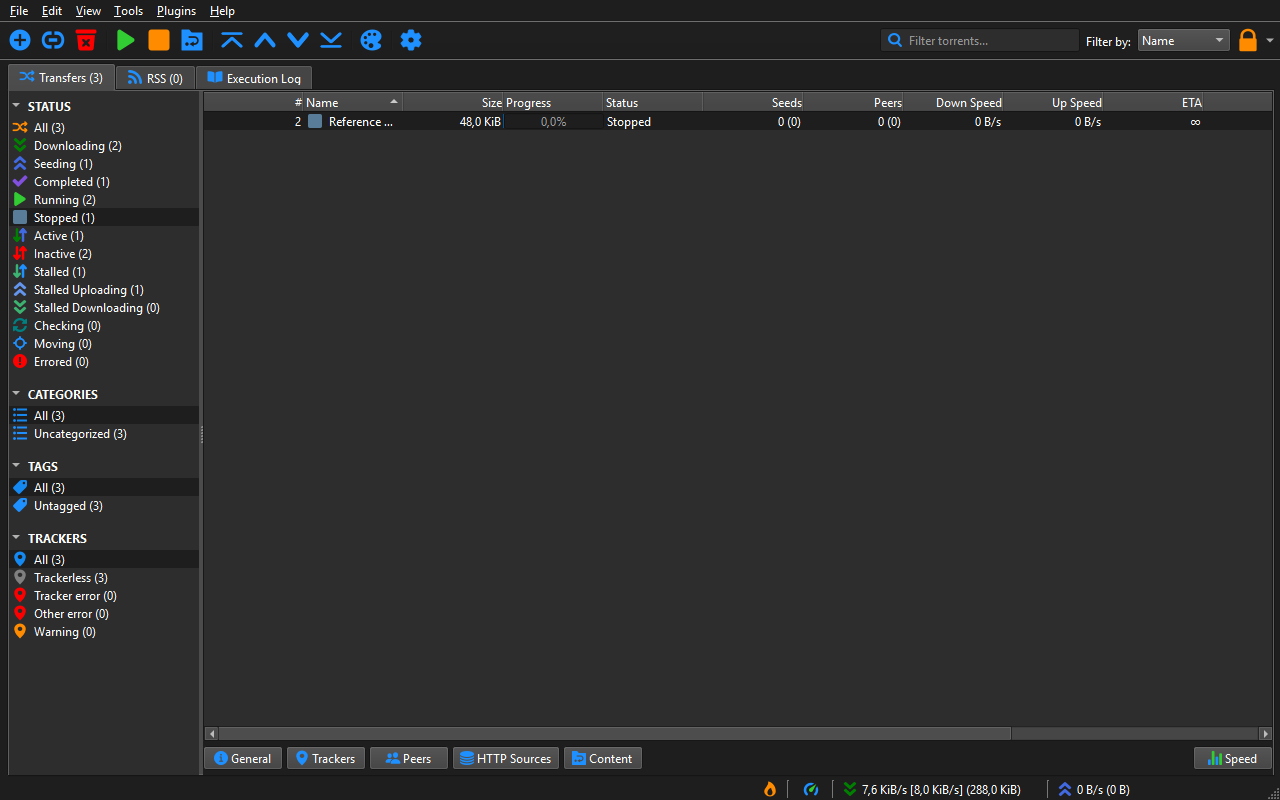 File Edit View Tools Plugins Help
Filter torrents... Filter by: Name
Transfers (3) RSS (0) Execution Log
STATUS
All (3)
Downloading (2)
Seeding (1)
Completed (1)
Running (2)
Stopped (1)
Active (1)
Inactive (2)
Stalled (1)
Stalled Uploading (1)
Stalled Downloading (0)
Checking (0)
Moving (0)
Errored (0)
CATEGORIES
All (3)
Uncategorized (3)
TAGS
All (3)
Untagged (3)
TRACKERS
All (3)
Trackerless (3)
Tracker error (0)
Other error (0)
Warning (0)
# Name Size Progress Status Seeds Peers Down Speed Up Speed ETA
2 Reference ... 48,0 KiB 0,0% Stopped 0 (0) 0 (0) 0 B/s 0 B/s ∞
General Trackers Peers HTTP Sources Content Speed
7,6 KiB/s [8,0 KiB/s] (288,0 KiB) 0 B/s (0 B)